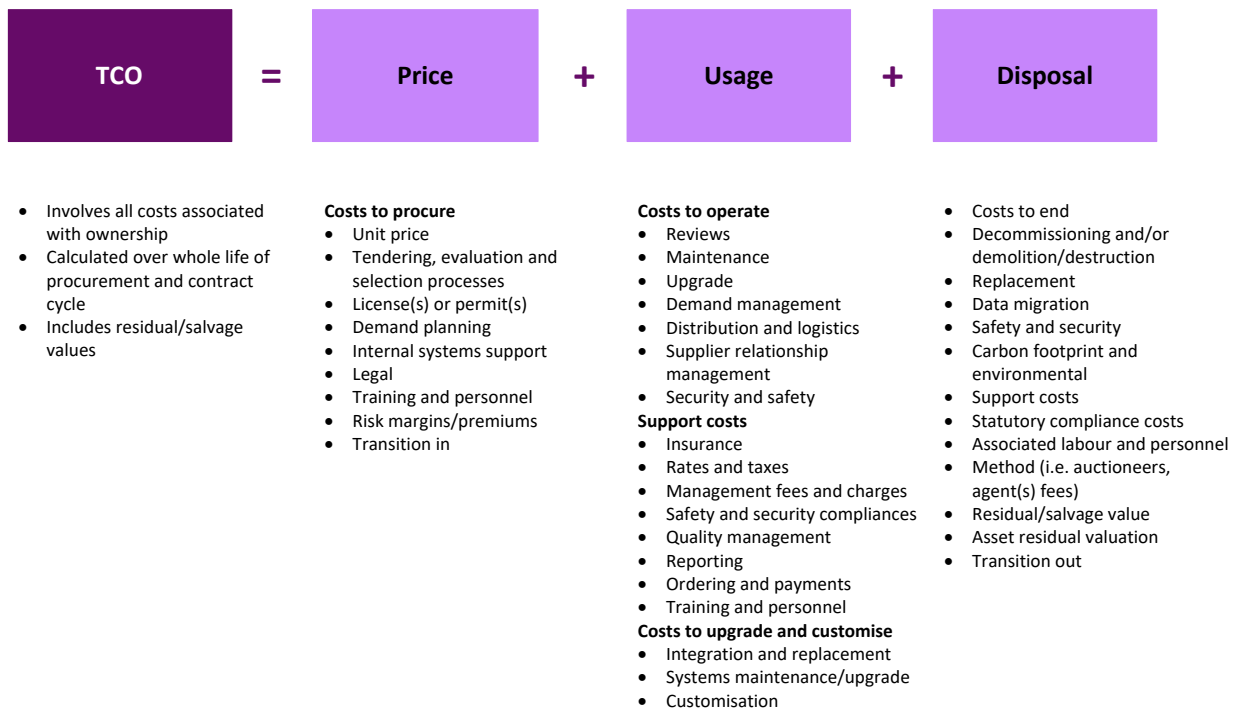 TCO = Price + Usage + Disposal
• Involves all costs associated
with ownership
• Calculated over whole life of
procurement and contract
cycle
• Includes residual/salvage
values
Costs to procure
• Unit price
• Tendering, evaluation and
selection processes
• License(s) or permit(s)
• Demand planning
• Internal systems support
• Legal
• Training and personnel
• Risk margins/premiums
• Transition in
Costs to operate
• Reviews
• Maintenance
• Upgrade
• Demand management
• Distribution and logistics
• Supplier relationship
management
• Security and safety
Support costs
• Insurance
• Rates and taxes
• Management fees and charges
• Safety and security compliances
• Quality management
• Reporting
• Ordering and payments
• Training and personnel
Costs to upgrade and customise
• Integration and replacement
• Systems maintenance/upgrade
• Customisation
• Costs to end
• Decommissioning and/or
demolition/destruction
• Replacement
• Data migration
• Safety and security
• Carbon footprint and
environmental
• Support costs
• Statutory compliance costs
• Associated labour and personnel
• Method (i.e. auctioneers,
agent(s) fees)
• Residual/salvage value
• Asset residual valuation
• Transition out